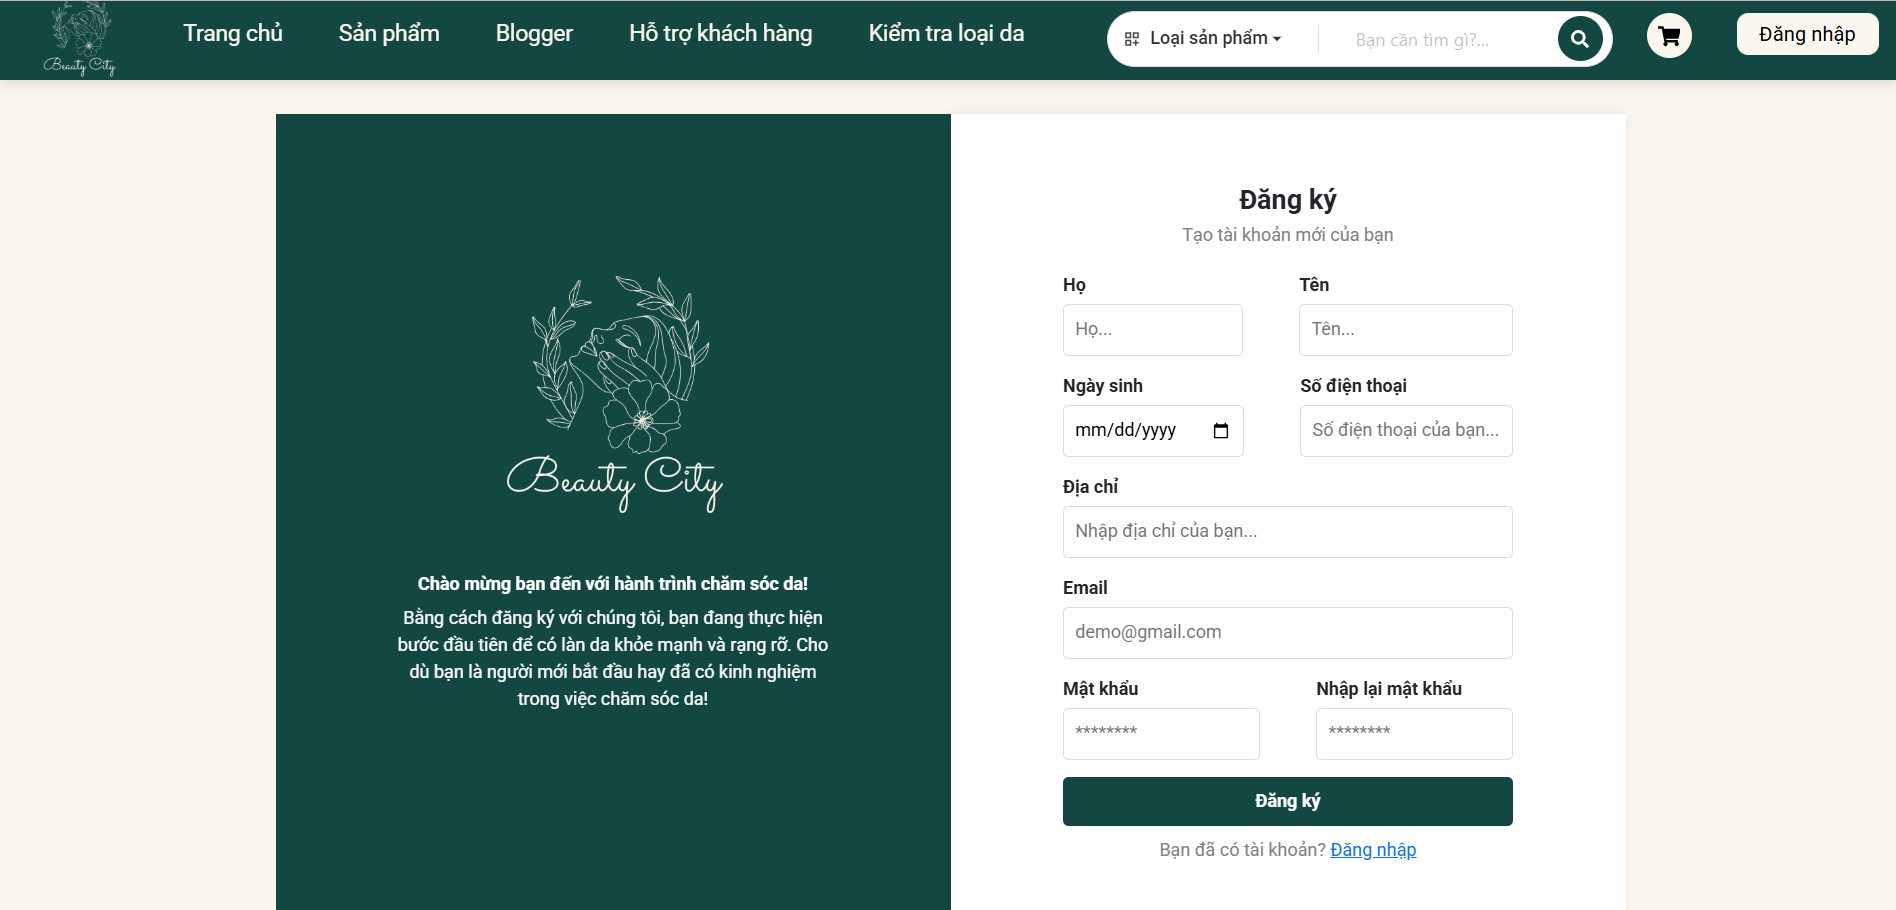 Beauty City
Trang chủ
Sản phẩm
Blogger
Hỗ trợ khách hàng
Kiểm tra loại da
Loại sản phẩm
Bạn cần tìm gì?...
Đăng nhập
Beauty City
Chào mừng bạn đến với hành trình chăm sóc da!
Bằng cách đăng ký với chúng tôi, bạn đang thực hiện
bước đầu tiên để có làn da khỏe mạnh và rạng rỡ. Cho
dù bạn là người mới bắt đầu hay đã có kinh nghiệm
trong việc chăm sóc da!
Đăng ký
Tạo tài khoản mới của bạn
Họ
Tên
Họ...
Tên...
Ngày sinh
Số điện thoại
mm/dd/yyyy
Số điện thoại của bạn...
Địa chỉ
Nhập địa chỉ của bạn...
Email
demo@gmail.com
Mật khẩu
Nhập lại mật khẩu
********
********
Đăng ký
Bạn đã có tài khoản? Đăng nhập